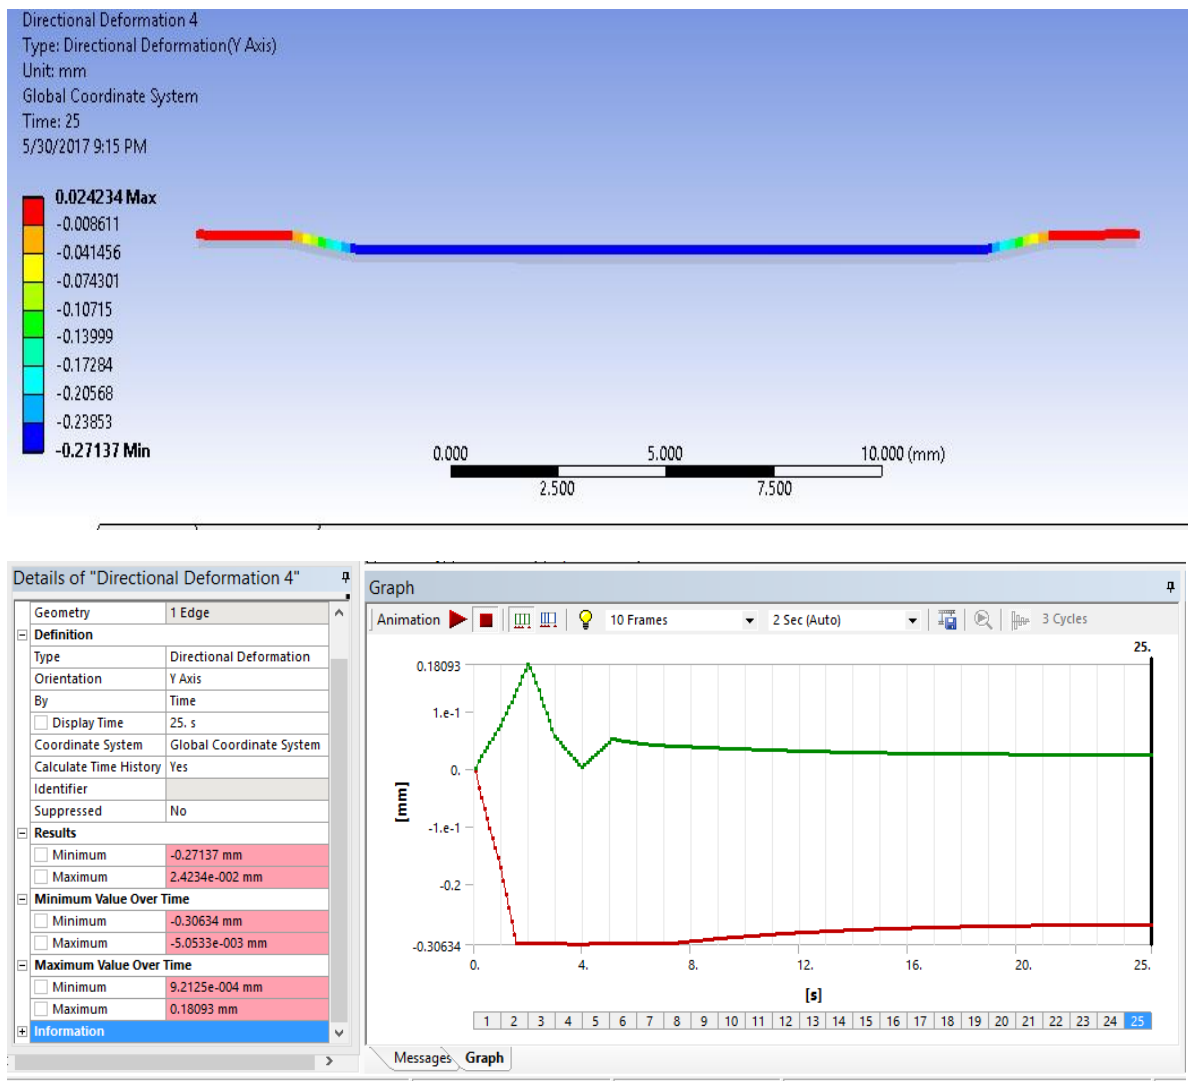 Directional Deformation 4
Type: Directional Deformation(Y Axis)
Unit: mm
Global Coordinate System
Time: 25
5/30/2017 9:15 PM
0.024234 Max
-0.008611
-0.041456
-0.074301
-0.10715
-0.13999
-0.17284
-0.20568
-0.23853
-0.27137 Min
0.000 5.000 10.000 (mm)
2.500 7.500
Details of "Directional Deformation 4"
Geometry 1 Edge
Definition
Type Directional Deformation
Orientation Y Axis
By Time
Display Time 25. s
Coordinate System Global Coordinate System
Calculate Time History Yes
Identifier
Suppressed No
Results
Minimum -0.27137 mm
Maximum 2.4234e-002 mm
Minimum Value Over Time
Minimum -0.30634 mm
Maximum -5.0533e-003 mm
Maximum Value Over Time
Minimum 9.2125e-004 mm
Maximum 0.18093 mm
Information
Graph
Animation 10 Frames 2 Sec (Auto) 3 Cycles
25.
0.18093
1.e-1
0.
-1.e-1
-0.2
-0.30634
[mm]
0. 4. 8. 12. 16. 20. 25.
[s]
1 2 3 4 5 6 7 8 9 10 11 12 13 14 15 16 17 18 19 20 21 22 23 24 25
Messages Graph